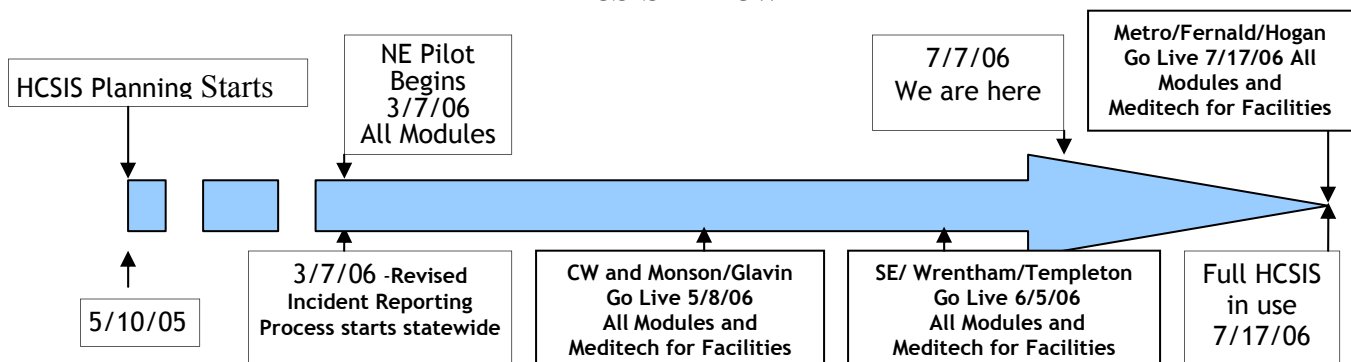 HCSIS Planning Starts
NE Pilot
Begins
3/7/06
All Modules
7/7/06
We are here
Metro/Fernald/Hogan
Go Live 7/17/06 All
Modules and
Meditech for Facilities
5/10/05
3/7/06 -Revised
Incident Reporting
Process starts statewide
CW and Monson/Glavin
Go Live 5/8/06
All Modules and
Meditech for Facilities
SE/ Wrentham/Templeton
Go Live 6/5/06
All Modules and
Meditech for Facilities
Full HCSIS
in use
7/17/06